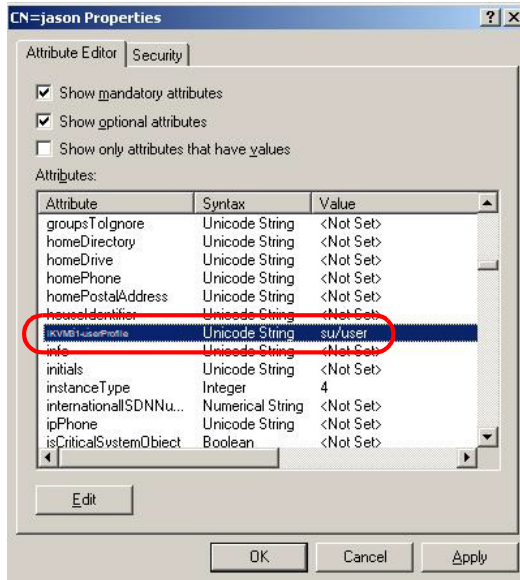 CN=jason Properties
Attribute Editor
Security
Show mandatory attributes
Show optional attributes
Show only attributes that have values
Attributes:
Attribute Syntax Value
groupsToIgnore Unicode String <Not Set>
homeDirectory Unicode String <Not Set>
homeDrive Unicode String <Not Set>
homePhone Unicode String <Not Set>
homePostalAddress Unicode String <Not Set>
houseIdentifier Unicode String <Not Set>
iKVM31-userProfile Unicode String su/user
info Unicode String <Not Set>
initials Unicode String <Not Set>
instanceType Integer 4
internationalISDNNu... Numerical String <Not Set>
ipPhone Unicode String <Not Set>
isCriticalSystemObject Boolean <Not Set>
Edit
OK Cancel Apply